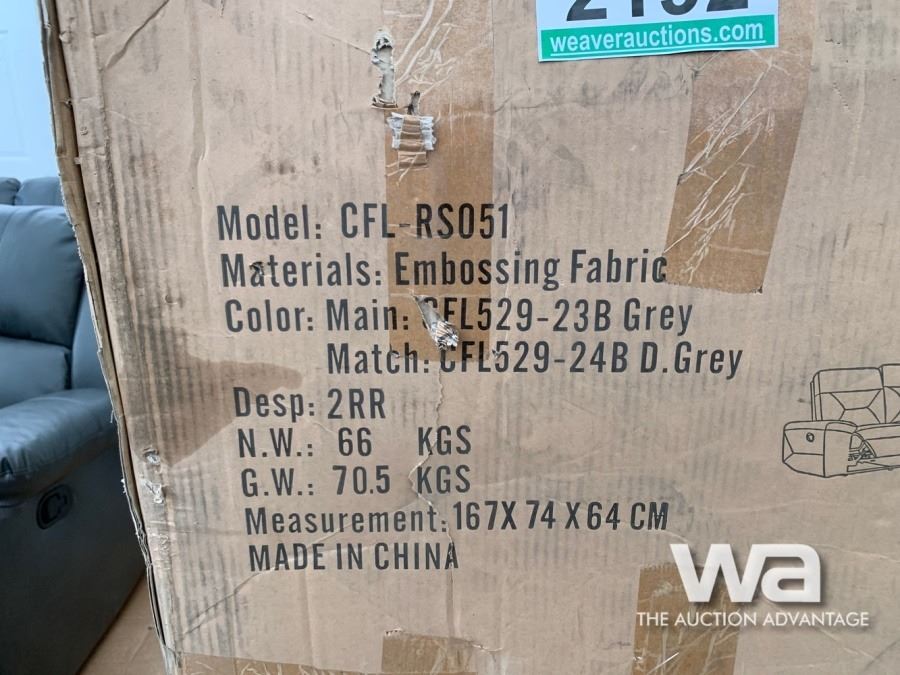 weaverauctions.com
Model: CFL-RS051
Materials: Embossing Fabric
Color: Main: CFL529-23B Grey
Match: CFL529-24B D.Grey
Desp: 2RR
N.W.: 66 KGS
G.W.: 70.5 KGS
Measurement: 167X 74 X 64 CM
MADE IN CHINA
wa
THE AUCTION ADVANTAGE